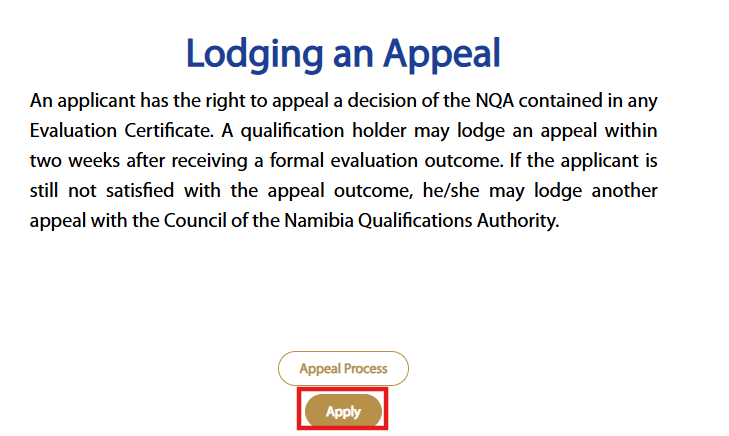 Lodging an Appeal
An applicant has the right to appeal a decision of the NQA contained in any
Evaluation Certificate. A qualification holder may lodge an appeal within
two weeks after receiving a formal evaluation outcome. If the applicant is
still not satisfied with the appeal outcome, he/she may lodge another
appeal with the Council of the Namibia Qualifications Authority.
Appeal Process
Apply